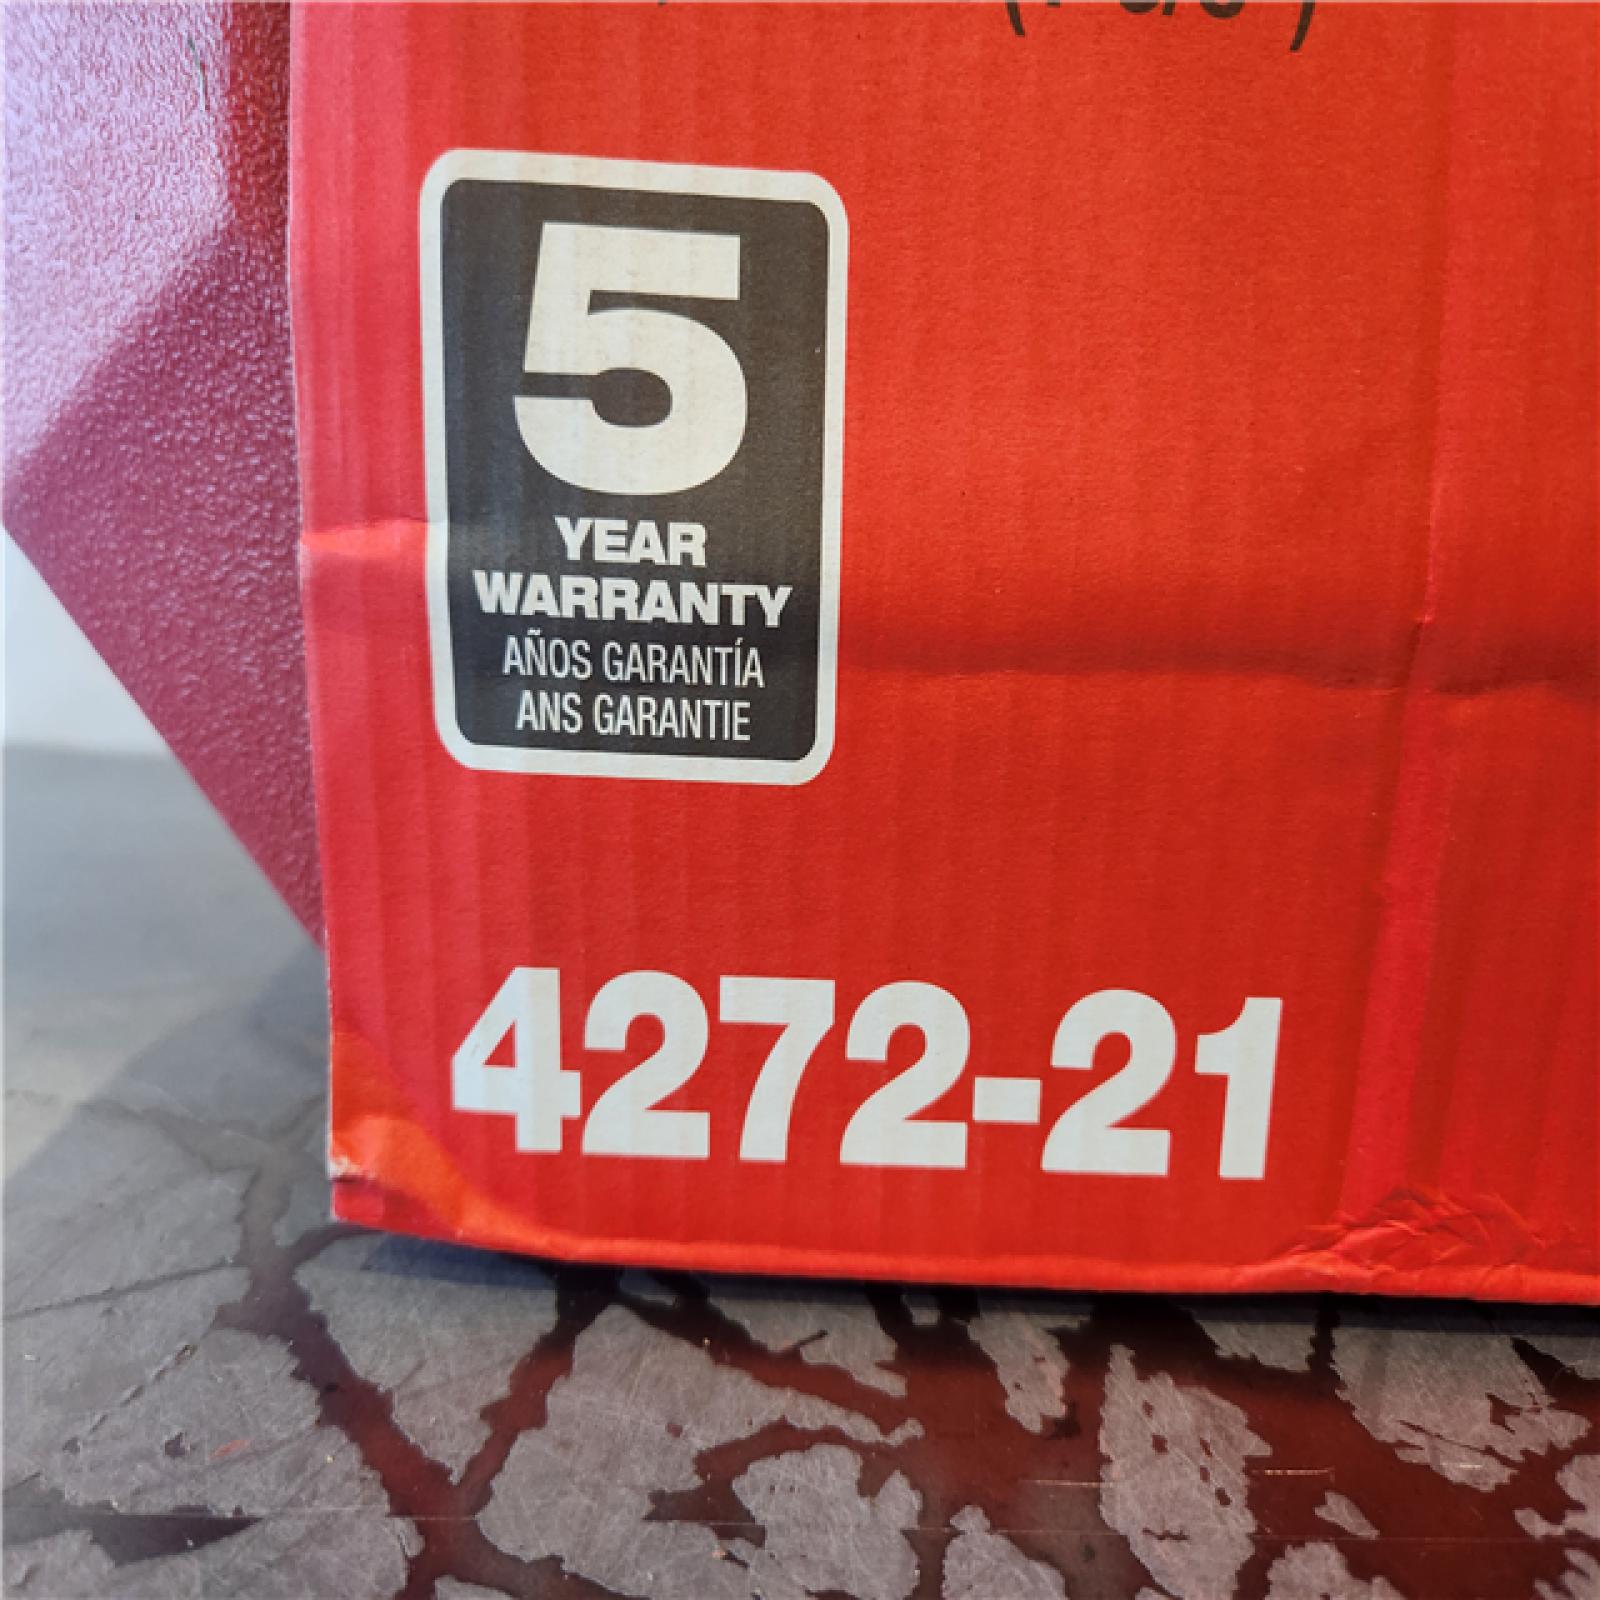 5
YEAR
WARRANTY
AÑOS GARANTÍA
ANS GARANTIE
4272-21